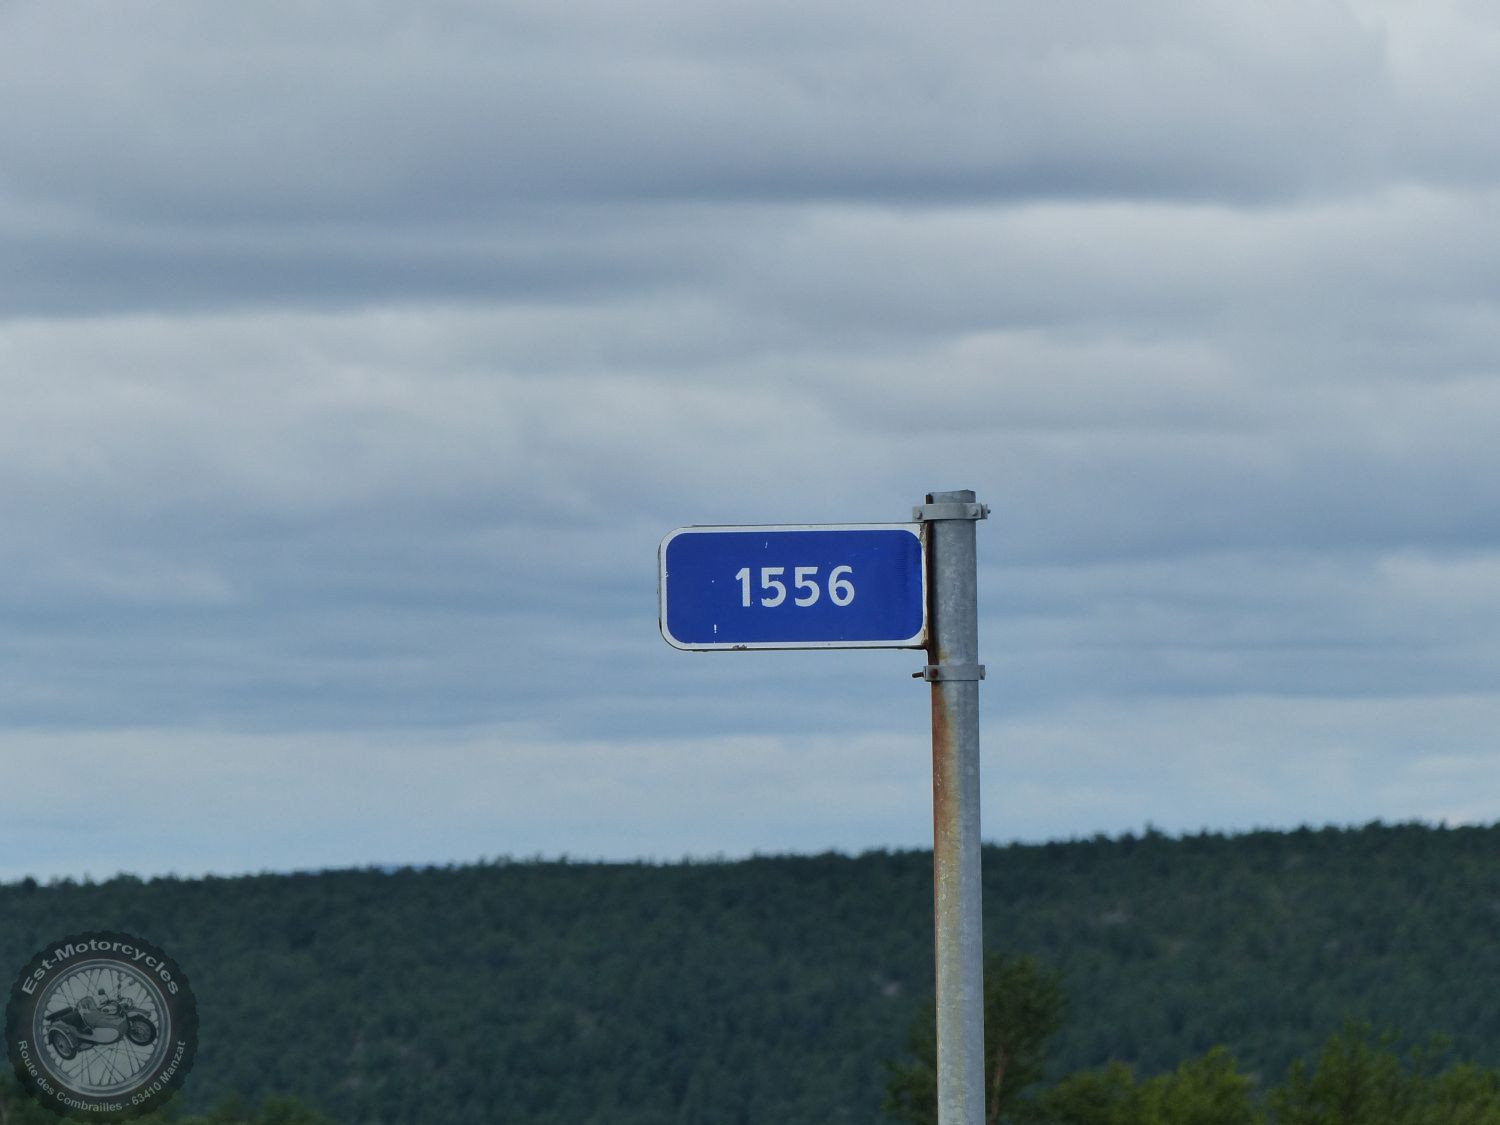 1556
Est-Motorcycles
Route des Combrailles - 63410 Manzat